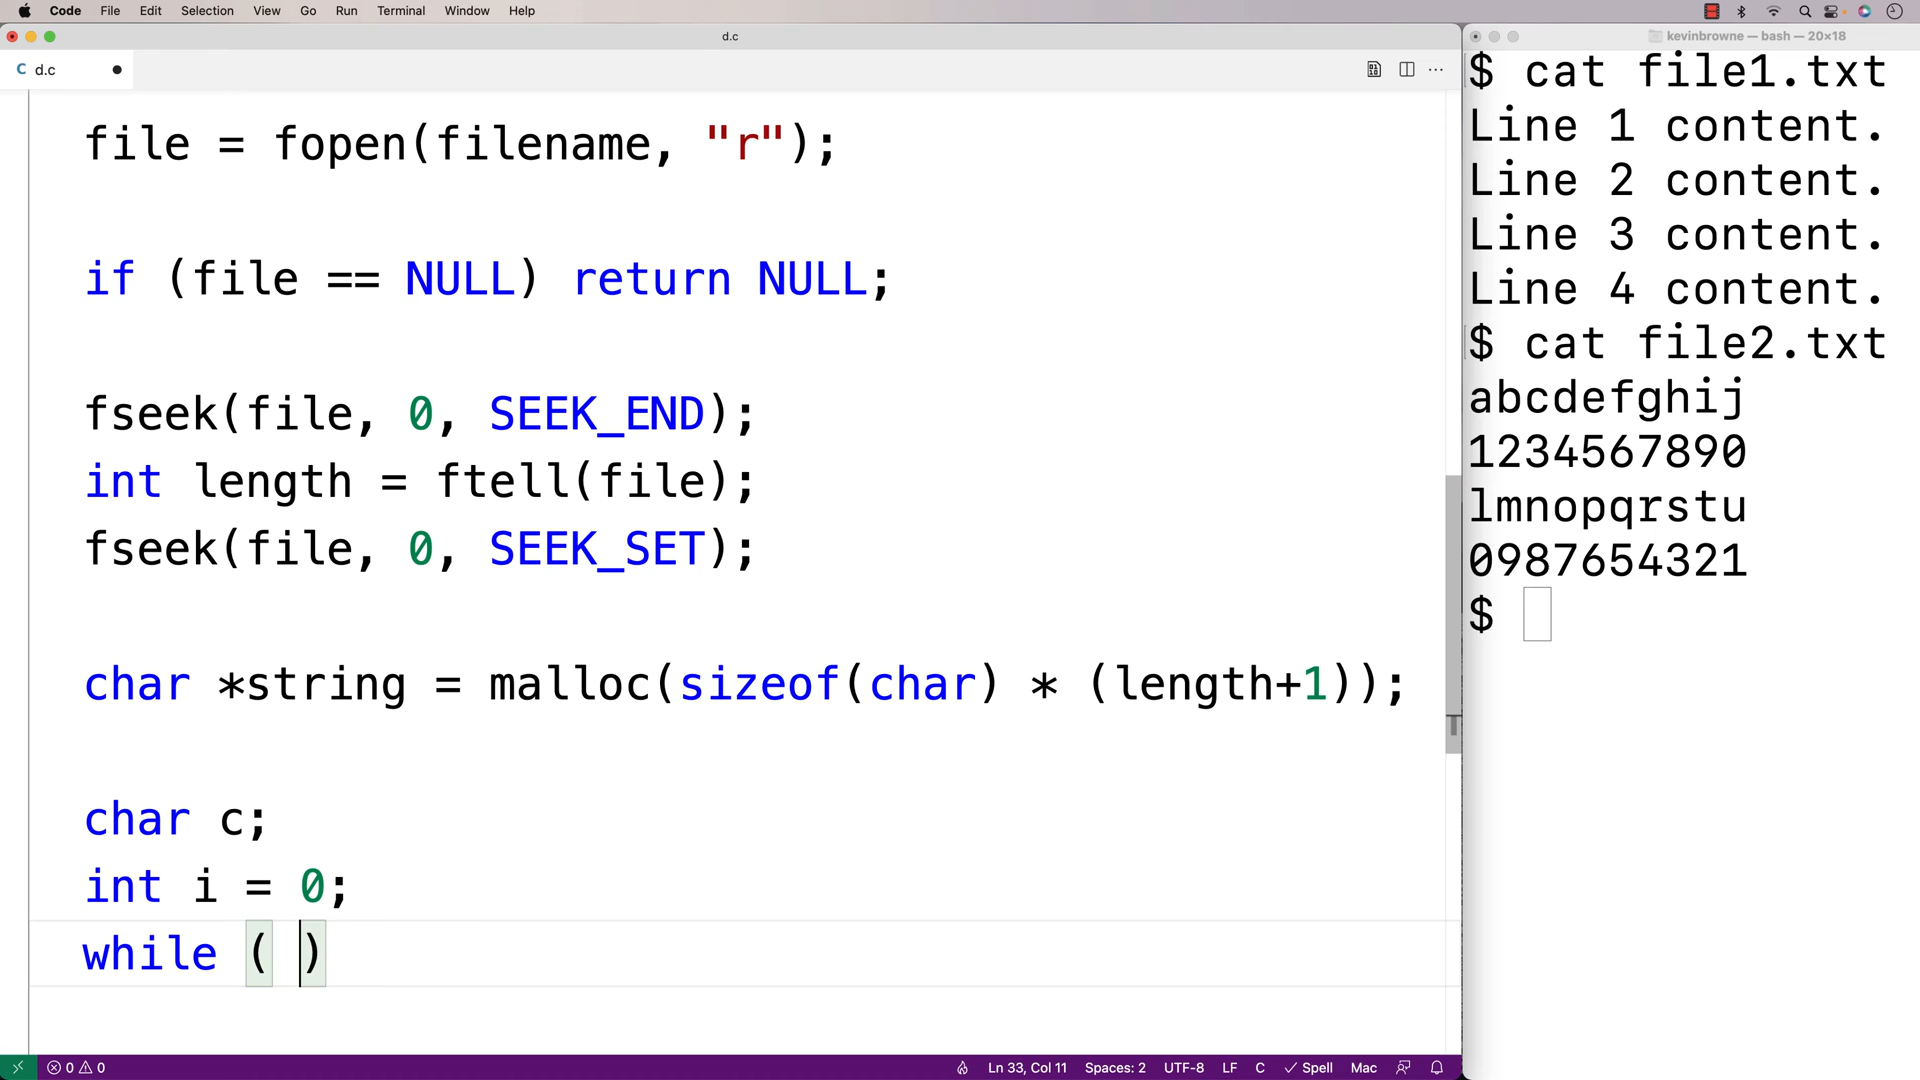 Code File Edit Selection View Go Run Terminal Window Help
d.c
C d.c
file = fopen(filename, "r");
if (file == NULL) return NULL;
fseek(file, 0, SEEK_END);
int length = ftell(file);
fseek(file, 0, SEEK_SET);
char *string = malloc(sizeof(char) * (length+1));
char c;
int i = 0;
while ( )
0 0 Ln 33, Col 11 Spaces: 2 UTF-8 LF C Spell Mac
kevinbrowne — bash — 20×18
$ cat file1.txt
Line 1 content.
Line 2 content.
Line 3 content.
Line 4 content.
$ cat file2.txt
abcdefghij
1234567890
lmnopqrstu
0987654321
$